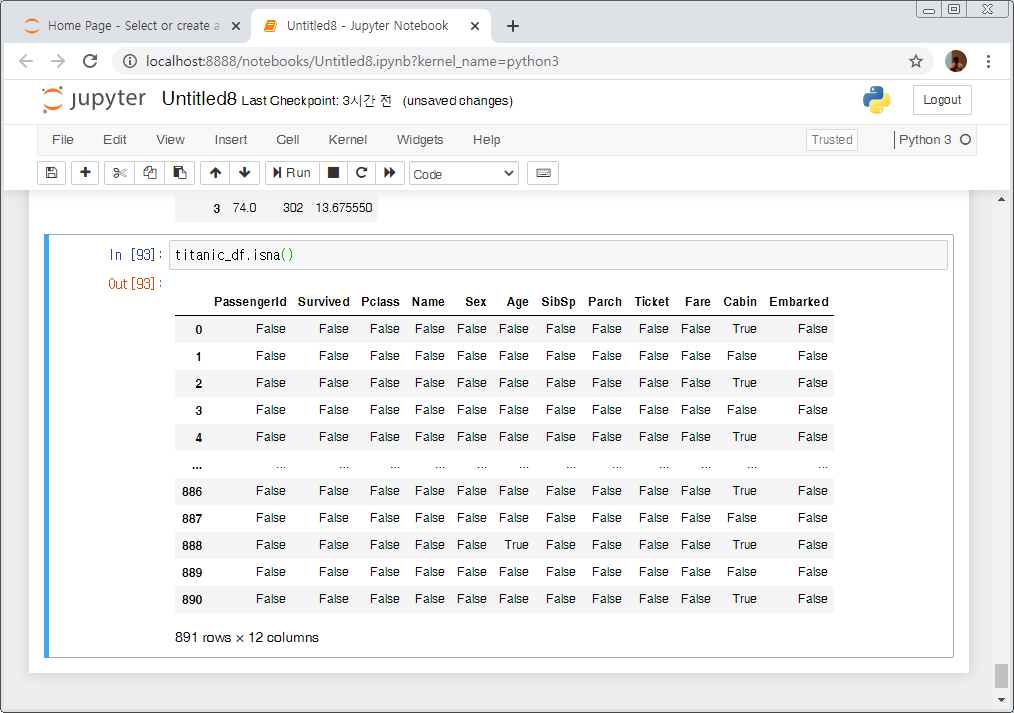 Home Page - Select or create a
Untitled8 - Jupyter Notebook
localhost:8888/notebooks/Untitled8.ipynb?kernel_name=python3
jupyter Untitled8 Last Checkpoint: 3시간 전 (unsaved changes)
Logout
File Edit View Insert Cell Kernel Widgets Help Trusted Python 3
Run Code
3 74.0 302 13.675550
In [93]: titanic_df.isna()
Out[93]:
PassengerId Survived Pclass Name Sex Age SibSp Parch Ticket Fare Cabin Embarked
0 False False False False False False False False False False True False
1 False False False False False False False False False False False False
2 False False False False False False False False False False True False
3 False False False False False False False False False False False False
4 False False False False False False False False False False True False
... ... ... ... ... ... ... ... ... ... ... ... ...
886 False False False False False False False False False False True False
887 False False False False False False False False False False False False
888 False False False False False True False False False False True False
889 False False False False False False False False False False False False
890 False False False False False False False False False False True False
891 rows × 12 columns